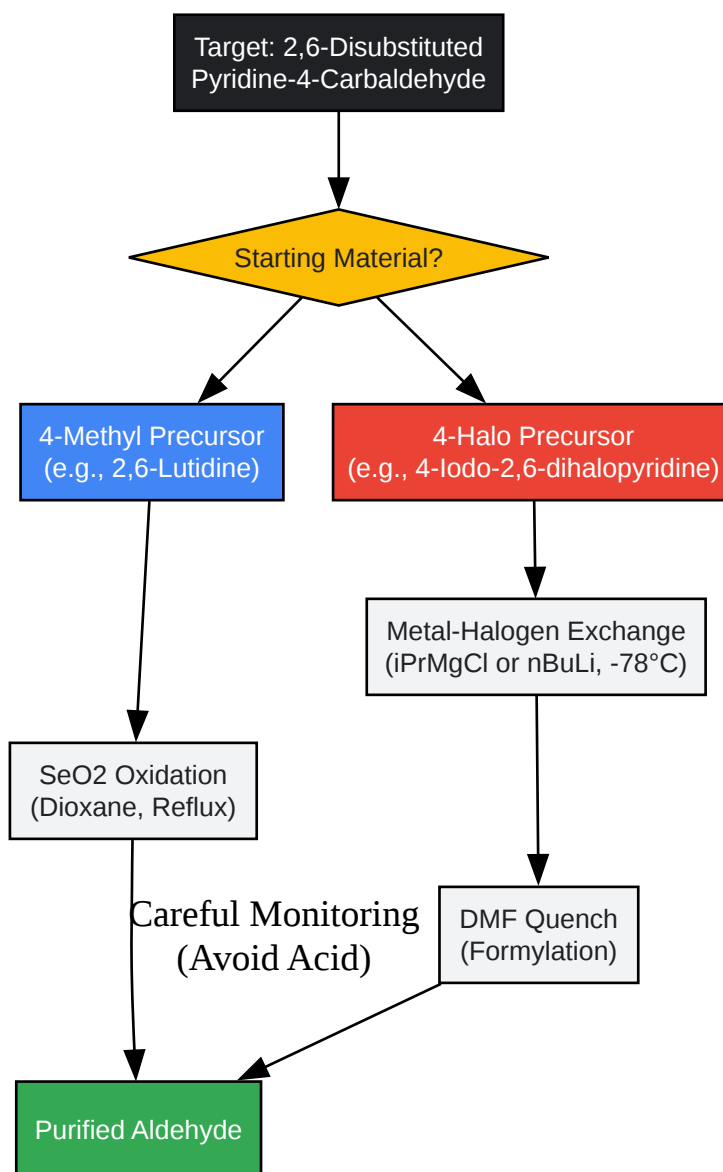 Target: 2,6-Disubstituted
Pyridine-4-Carbaldehyde
Starting Material?
4-Methyl Precursor
(e.g., 2,6-Lutidine)
4-Halo Precursor
(e.g., 4-Iodo-2,6-dihalopyridine)
Metal-Halogen Exchange
(iPrMgCl or nBuLi, -78°C)
SeO2 Oxidation
(Dioxane, Reflux)
Careful Monitoring
(Avoid Acid)
DMF Quench
(Formylation)
Purified Aldehyde